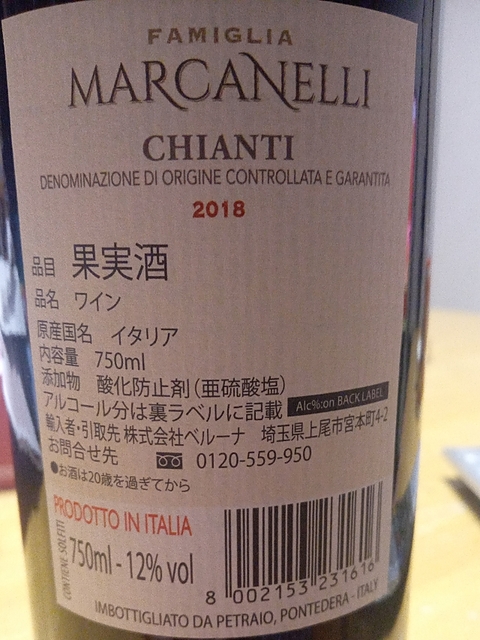 FAMIGLIA
MARCANELLI
CHIANTI
DENOMINAZIONE DI ORIGINE CONTROLLATA E GARANTITA
2018
品目 果実酒
品名 ワイン
原産国名 イタリア
内容量 750ml
添加物 酸化防止剤(亜硫酸塩)
アルコール分は裏ラベルに記載 Alc%:on BACK LABEL
輸入者・引取先 株式会社ベルーナ 埼玉県上尾市宮本町4-2
お問合せ先 0120-559-950
●お酒は20歳を過ぎてから
PRODOTTO IN ITALIA
CONTIENE SOLFITI
750ml - 12% vol
8 002153 231616
IMBOTTIGLIATO DA PETRAIO, PONTEDERA - ITALY